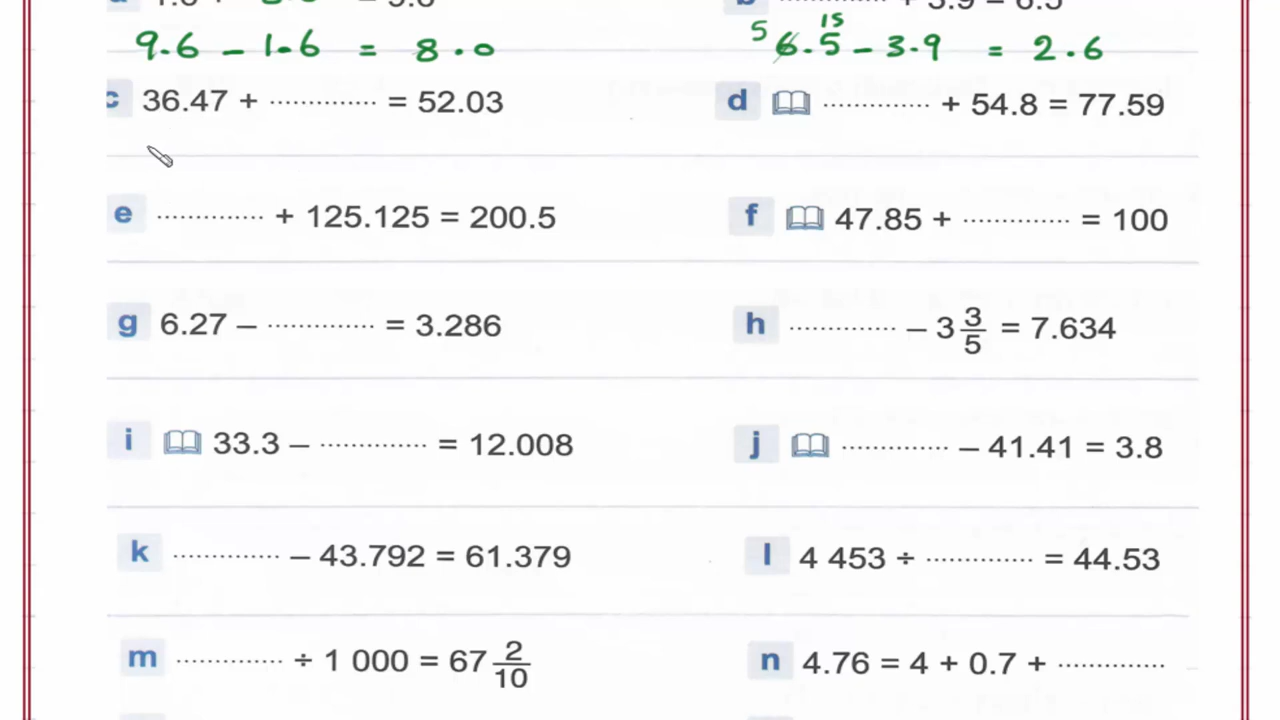 9.6 – 1.6 = 8.0
5 15
6.5 – 3.9 = 2.6
c 36.47 + .............. = 52.03
d .............. + 54.8 = 77.59
e .............. + 125.125 = 200.5
f 47.85 + .............. = 100
g 6.27 – .............. = 3.286
h .............. – 3 3/5 = 7.634
i 33.3 – .............. = 12.008
j .............. – 41.41 = 3.8
k .............. – 43.792 = 61.379
l 4 453 ÷ .............. = 44.53
m .............. ÷ 1 000 = 67 2/10
n 4.76 = 4 + 0.7 + ..............